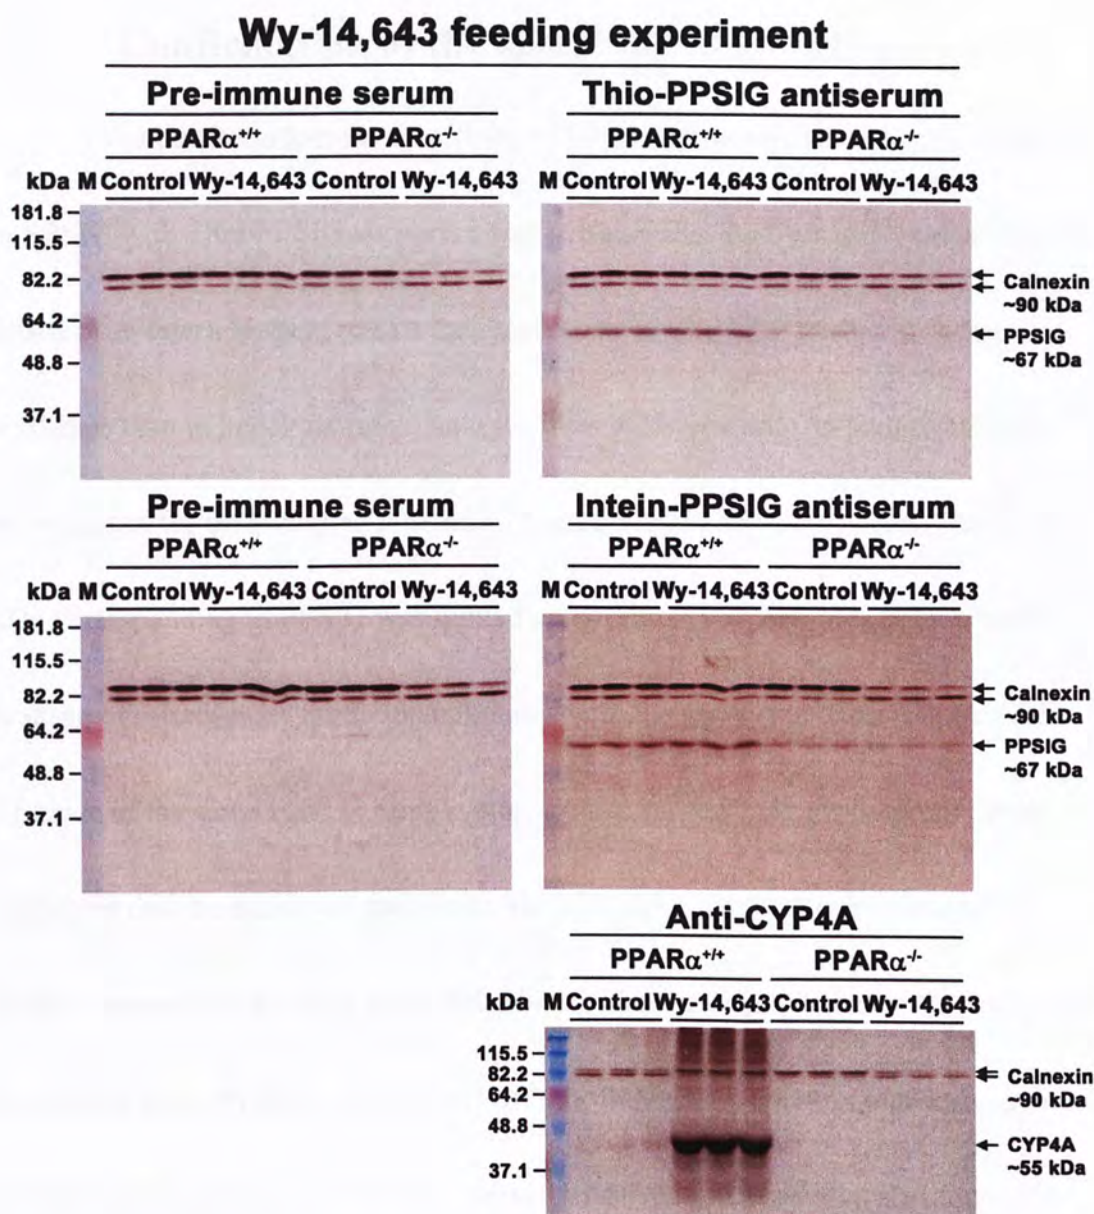 Wy-14,643 feeding experiment
Pre-immune serum
PPARα+/+ PPARα-/-
kDa M Control Wy-14,643 Control Wy-14,643
181.8
115.5
82.2
64.2
48.8
37.1
Thio-PPSIG antiserum
PPARα+/+ PPARα-/-
M Control Wy-14,643 Control Wy-14,643
Calnexin
~90 kDa
PPSIG
~67 kDa
Pre-immune serum
PPARα+/+ PPARα-/-
kDa M Control Wy-14,643 Control Wy-14,643
181.8
115.5
82.2
64.2
48.8
37.1
Intein-PPSIG antiserum
PPARα+/+ PPARα-/-
M Control Wy-14,643 Control Wy-14,643
Calnexin
~90 kDa
PPSIG
~67 kDa
Anti-CYP4A
PPARα+/+ PPARα-/-
kDa M Control Wy-14,643 Control Wy-14,643
115.5
82.2
64.2
48.8
37.1
Calnexin
~90 kDa
CYP4A
~55 kDa